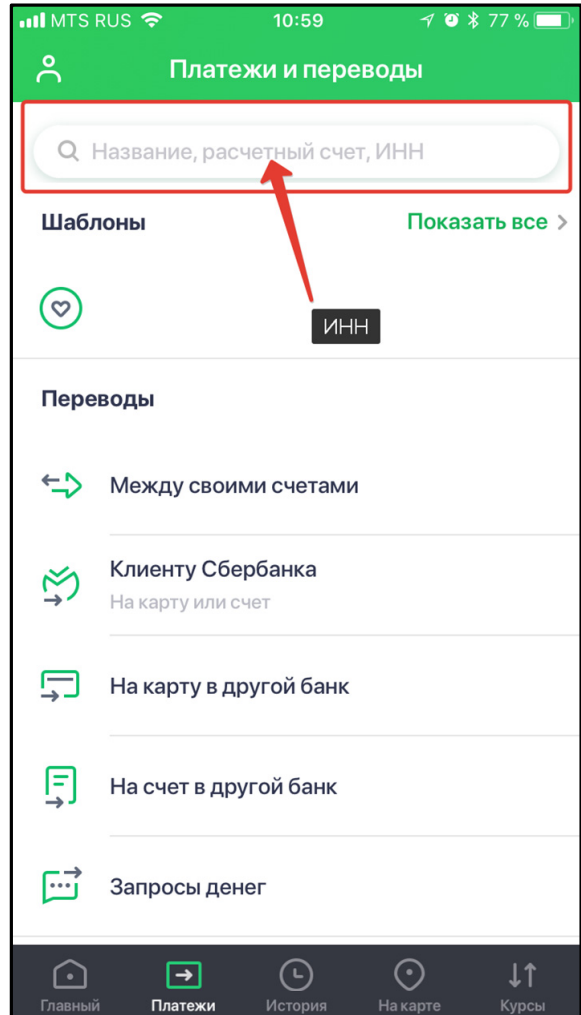 MTS RUS 10:59 77 %
Платежи и переводы
Название, расчетный счет, ИНН
Шаблоны Показать все
ИНН
Переводы
Между своими счетами
Клиенту Сбербанка
На карту или счет
На карту в другой банк
На счет в другой банк
Запросы денег
Главный Платежи История На карте Курсы